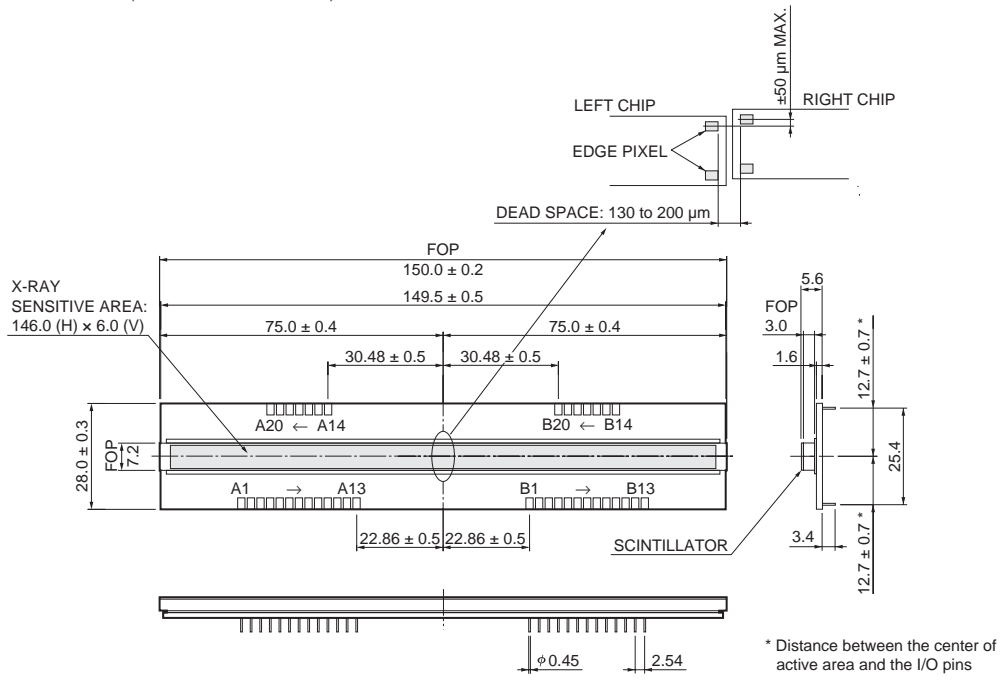 ±50 µm MAX.
LEFT CHIP
RIGHT CHIP
EDGE PIXEL
DEAD SPACE: 130 to 200 µm
FOP
150.0 ± 0.2
X-RAY
SENSITIVE AREA:
146.0 (H) × 6.0 (V)
149.5 ± 0.5
75.0 ± 0.4
75.0 ± 0.4
30.48 ± 0.5
30.48 ± 0.5
5.6
FOP
3.0
1.6
12.7 ± 0.7 *
A20 ← A14
B20 ← B14
28.0 ± 0.3
FOP
7.2
25.4
A1 → A13
B1 → B13
22.86 ± 0.5
22.86 ± 0.5
SCINTILLATOR
3.4
12.7 ± 0.7 *
ϕ 0.45
2.54
* Distance between the center of
active area and the I/O pins